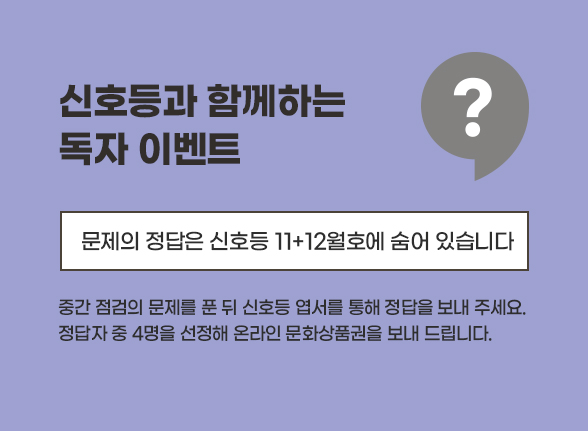 신호등과 함께하는
독자 이벤트
?
문제의 정답은 신호등 11+12월호에 숨어 있습니다
중간 점검의 문제를 푼 뒤 신호등 엽서를 통해 정답을 보내 주세요.
정답자 중 4명을 선정해 온라인 문화상품권을 보내 드립니다.